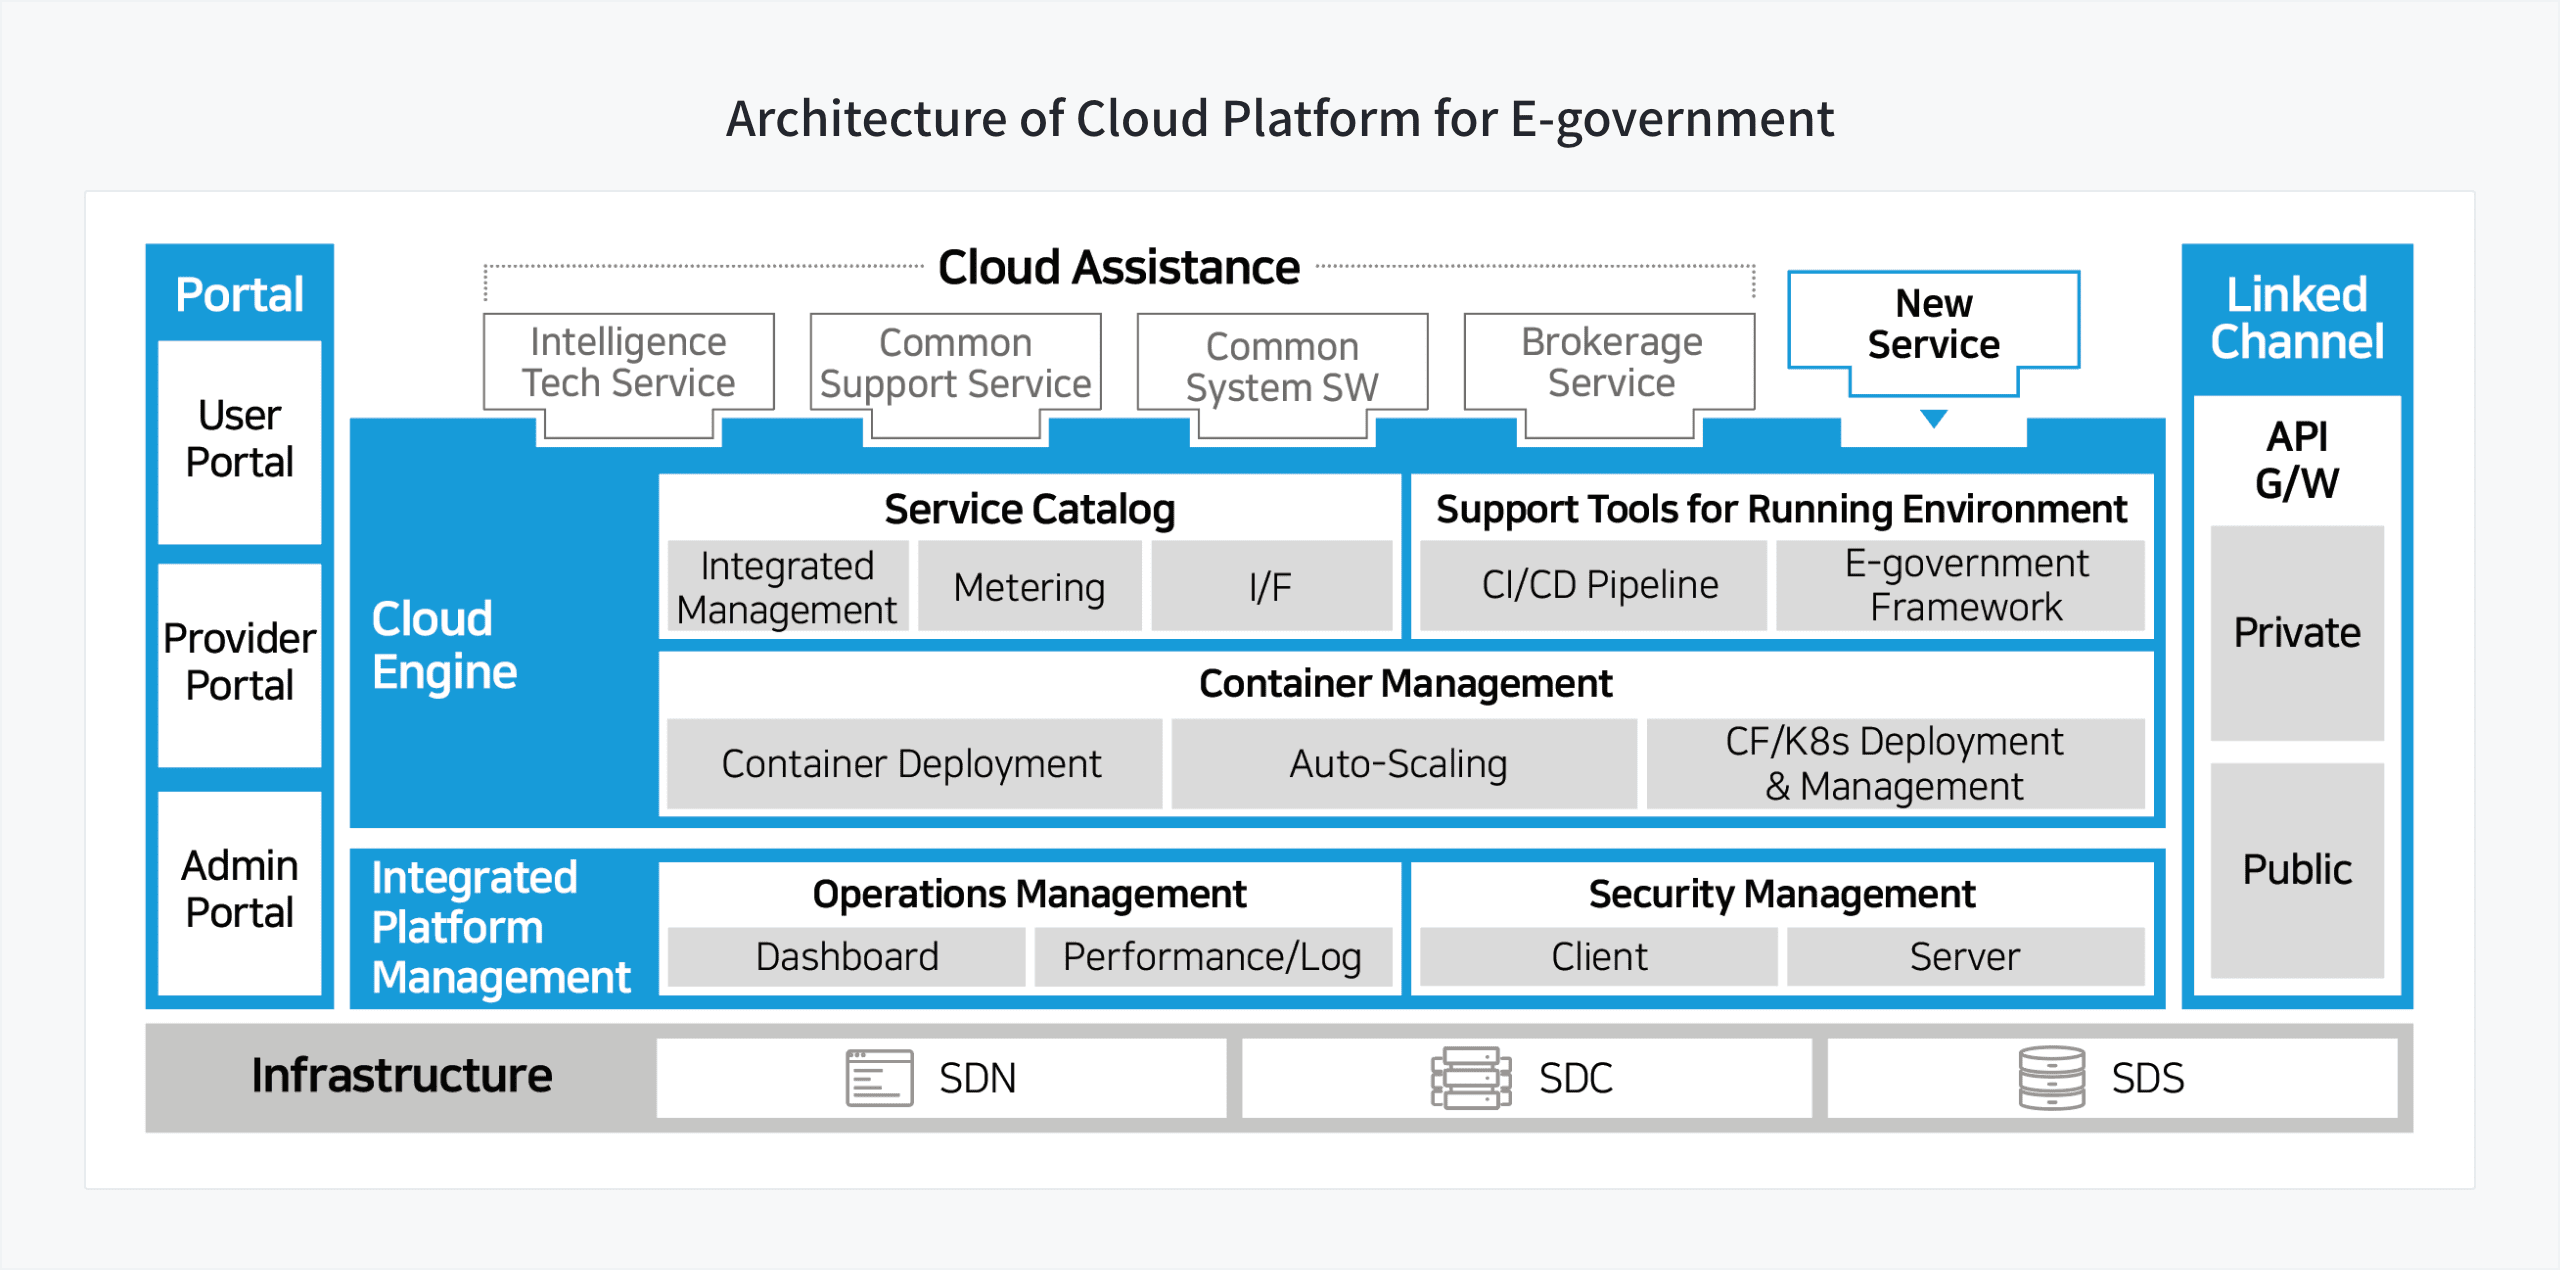 Architecture of Cloud Platform for E-government
Portal
User
Portal
Provider
Portal
Admin
Portal
Cloud Assistance
Intelligence
Tech Service
Common
Support Service
Common
System SW
Brokerage
Service
New
Service
Cloud
Engine
Service Catalog
Integrated
Management
Metering
I/F
Support Tools for Running Environment
CI/CD Pipeline
E-government
Framework
Container Management
Container Deployment
Auto-Scaling
CF/K8s Deployment
& Management
Integrated
Platform
Management
Operations Management
Dashboard
Performance/Log
Security Management
Client
Server
Linked
Channel
API
G/W
Private
Public
Infrastructure
SDN
SDC
SDS